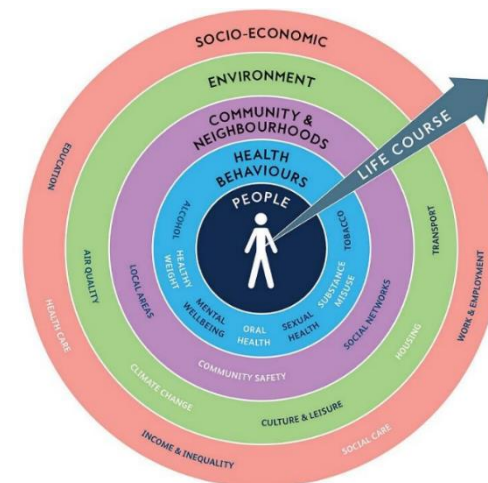 SOCIO-ECONOMIC
ENVIRONMENT
COMMUNITY &
NEIGHBOURHOODS
HEALTH
BEHAVIOURS
PEOPLE
LIFE COURSE
ALCOHOL
HEALTHY
WEIGHT
MENTAL
WELLBEING
ORAL
HEALTH
SEXUAL
HEALTH
SUBSTANCE
MISUSE
TOBACCO
LOCAL AREAS
COMMUNITY SAFETY
SOCIAL NETWORKS
AIR QUALITY
CLIMATE CHANGE
CULTURE & LEISURE
HOUSING
TRANSPORT
EDUCATION
HEALTH CARE
INCOME & INEQUALITY
SOCIAL CARE
WORK & EMPLOYMENT